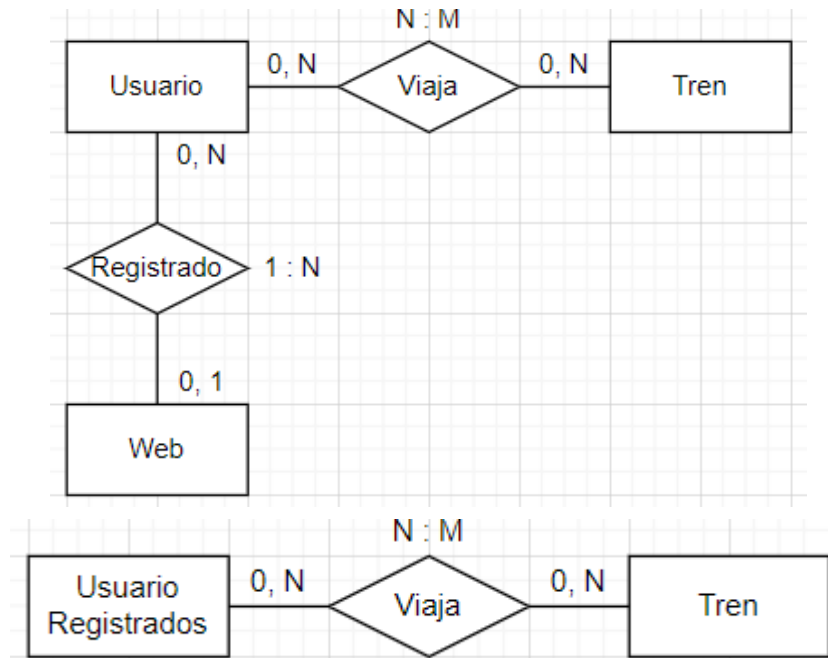 N : M
Usuario
0, N
Viaja
0, N
Tren
0, N
Registrado
1 : N
0, 1
Web
N : M
Usuario
Registrados
0, N
Viaja
0, N
Tren